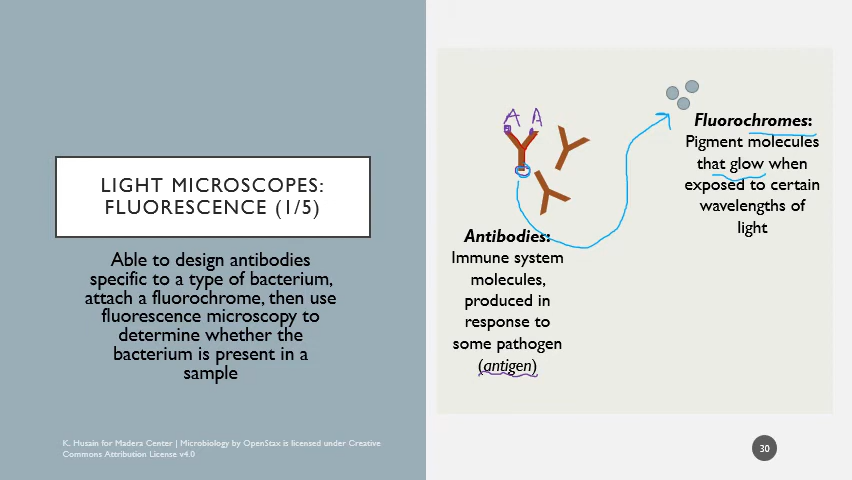 LIGHT MICROSCOPES:
FLUORESCENCE (1/5)
Able to design antibodies
specific to a type of bacterium,
attach a fluorochrome, then use
fluorescence microscopy to
determine whether the
bacterium is present in a
sample
K. Husain for Madera Center | Microbiology by OpenStax is licensed under Creative
Commons Attribution License v4.0
A A
Antibodies:
Immune system
molecules,
produced in
response to
some pathogen
(antigen)
Fluorochromes:
Pigment molecules
that glow when
exposed to certain
wavelengths of
light
30